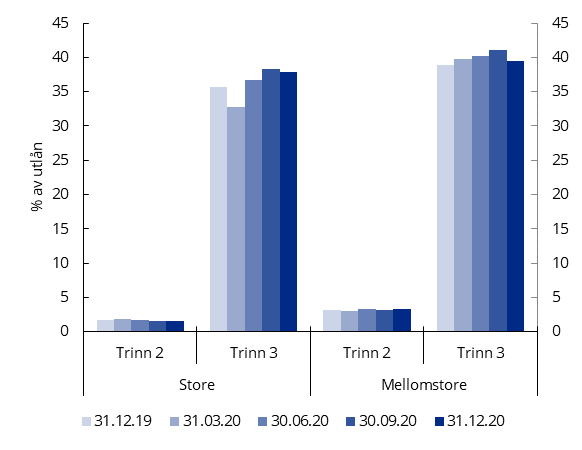 45 45
40 40
35 35
30 30
25 25
20 20
15 15
10 10
5 5
0 0
% av utlån
Trinn 2 Trinn 3 Trinn 2 Trinn 3
Store Mellomstore
31.12.19 31.03.20 30.06.20 30.09.20 31.12.20